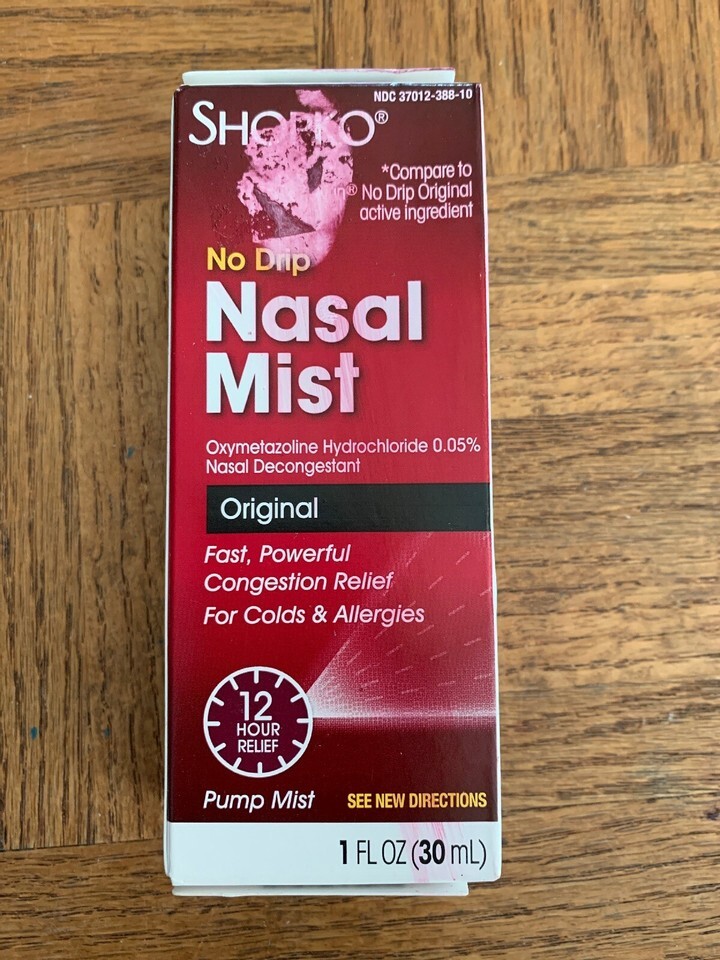 NDC 37012-388-10
SHOPKO®
*Compare to
® No Drip Original
active ingredient
No Drip
Nasal
Mist
Oxymetazoline Hydrochloride 0.05%
Nasal Decongestant
Original
Fast, Powerful
Congestion Relief
For Colds & Allergies
12
HOUR
RELIEF
Pump Mist
SEE NEW DIRECTIONS
1 FL OZ (30 mL)